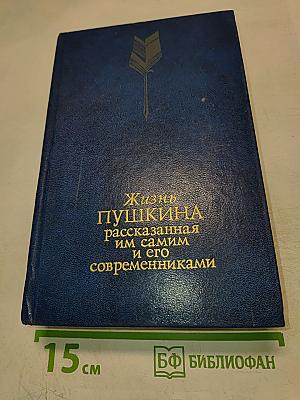 Жизнь
ПУШКИНА
рассказанная
им самим
и его
современниками
15 см
БФ БИБЛИОФАН